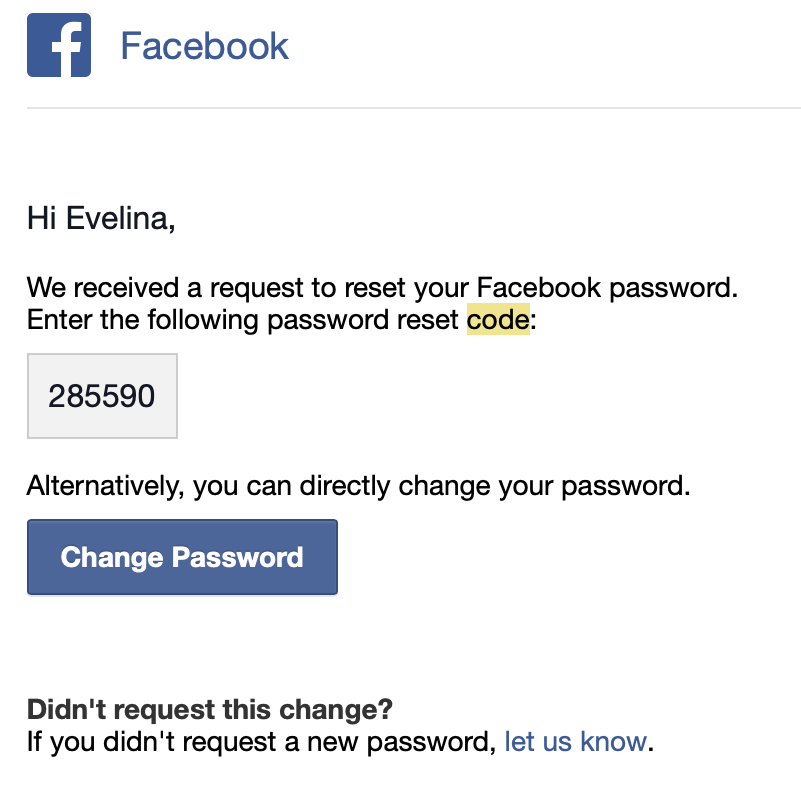 Facebook
Hi Evelina,
We received a request to reset your Facebook password.
Enter the following password reset code:
285590
Alternatively, you can directly change your password.
Change Password
Didn't request this change?
If you didn't request a new password, let us know.